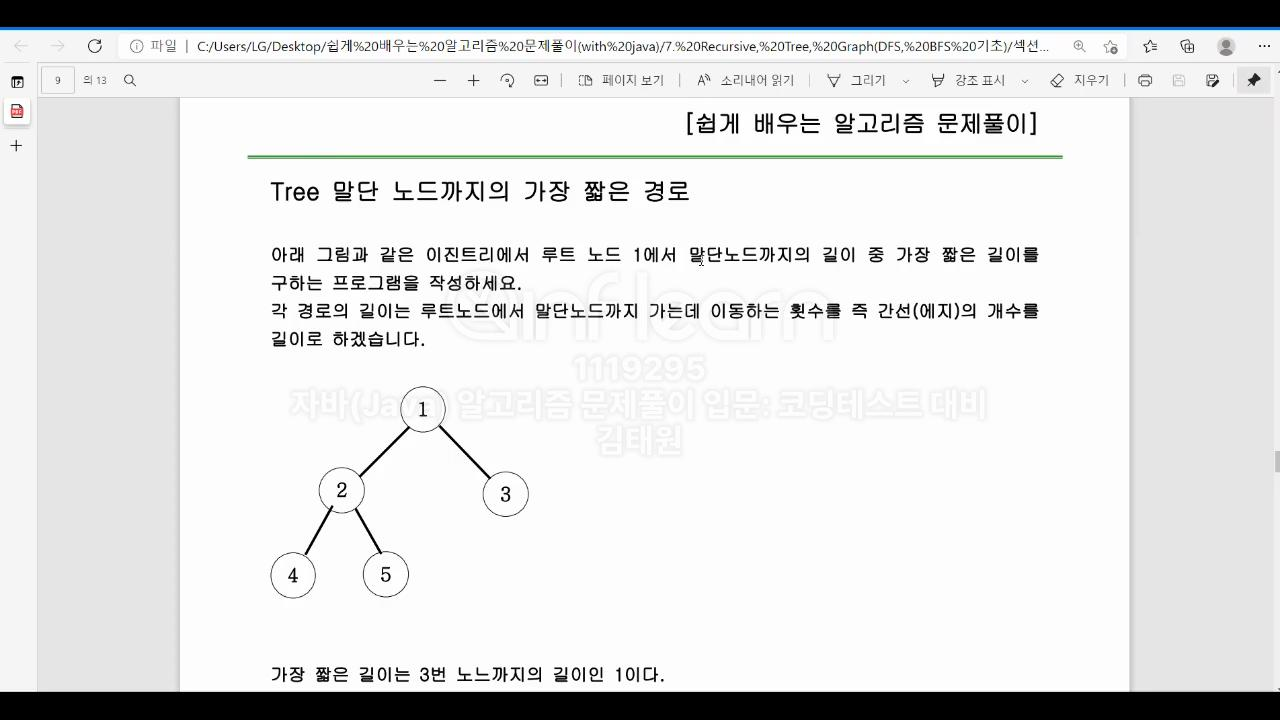 파일 C:/Users/LG/Desktop/쉽게%20배우는%20알고리즘%20문제풀이(with%20java)/7.%20Recursive,%20Tree,%20Graph(DFS,%20BFS%20기초)/섹션...
9 의 13 페이지 보기 소리내어 읽기 그리기 강조 표시 지우기
[쉽게 배우는 알고리즘 문제풀이]
Tree 말단 노드까지의 가장 짧은 경로
아래 그림과 같은 이진트리에서 루트 노드 1에서 말단노드까지의 길이 중 가장 짧은 길이를
구하는 프로그램을 작성하세요.
각 경로의 길이는 루트노드에서 말단노드까지 가는데 이동하는 횟수를 즉 간선(에지)의 개수를
길이로 하겠습니다.
inflearn
1119295
자바(Java) 알고리즘 문제풀이 입문: 코딩테스트 대비
김태원
1
2 3
4 5
가장 짧은 길이는 3번 노느까지의 길이인 1이다.